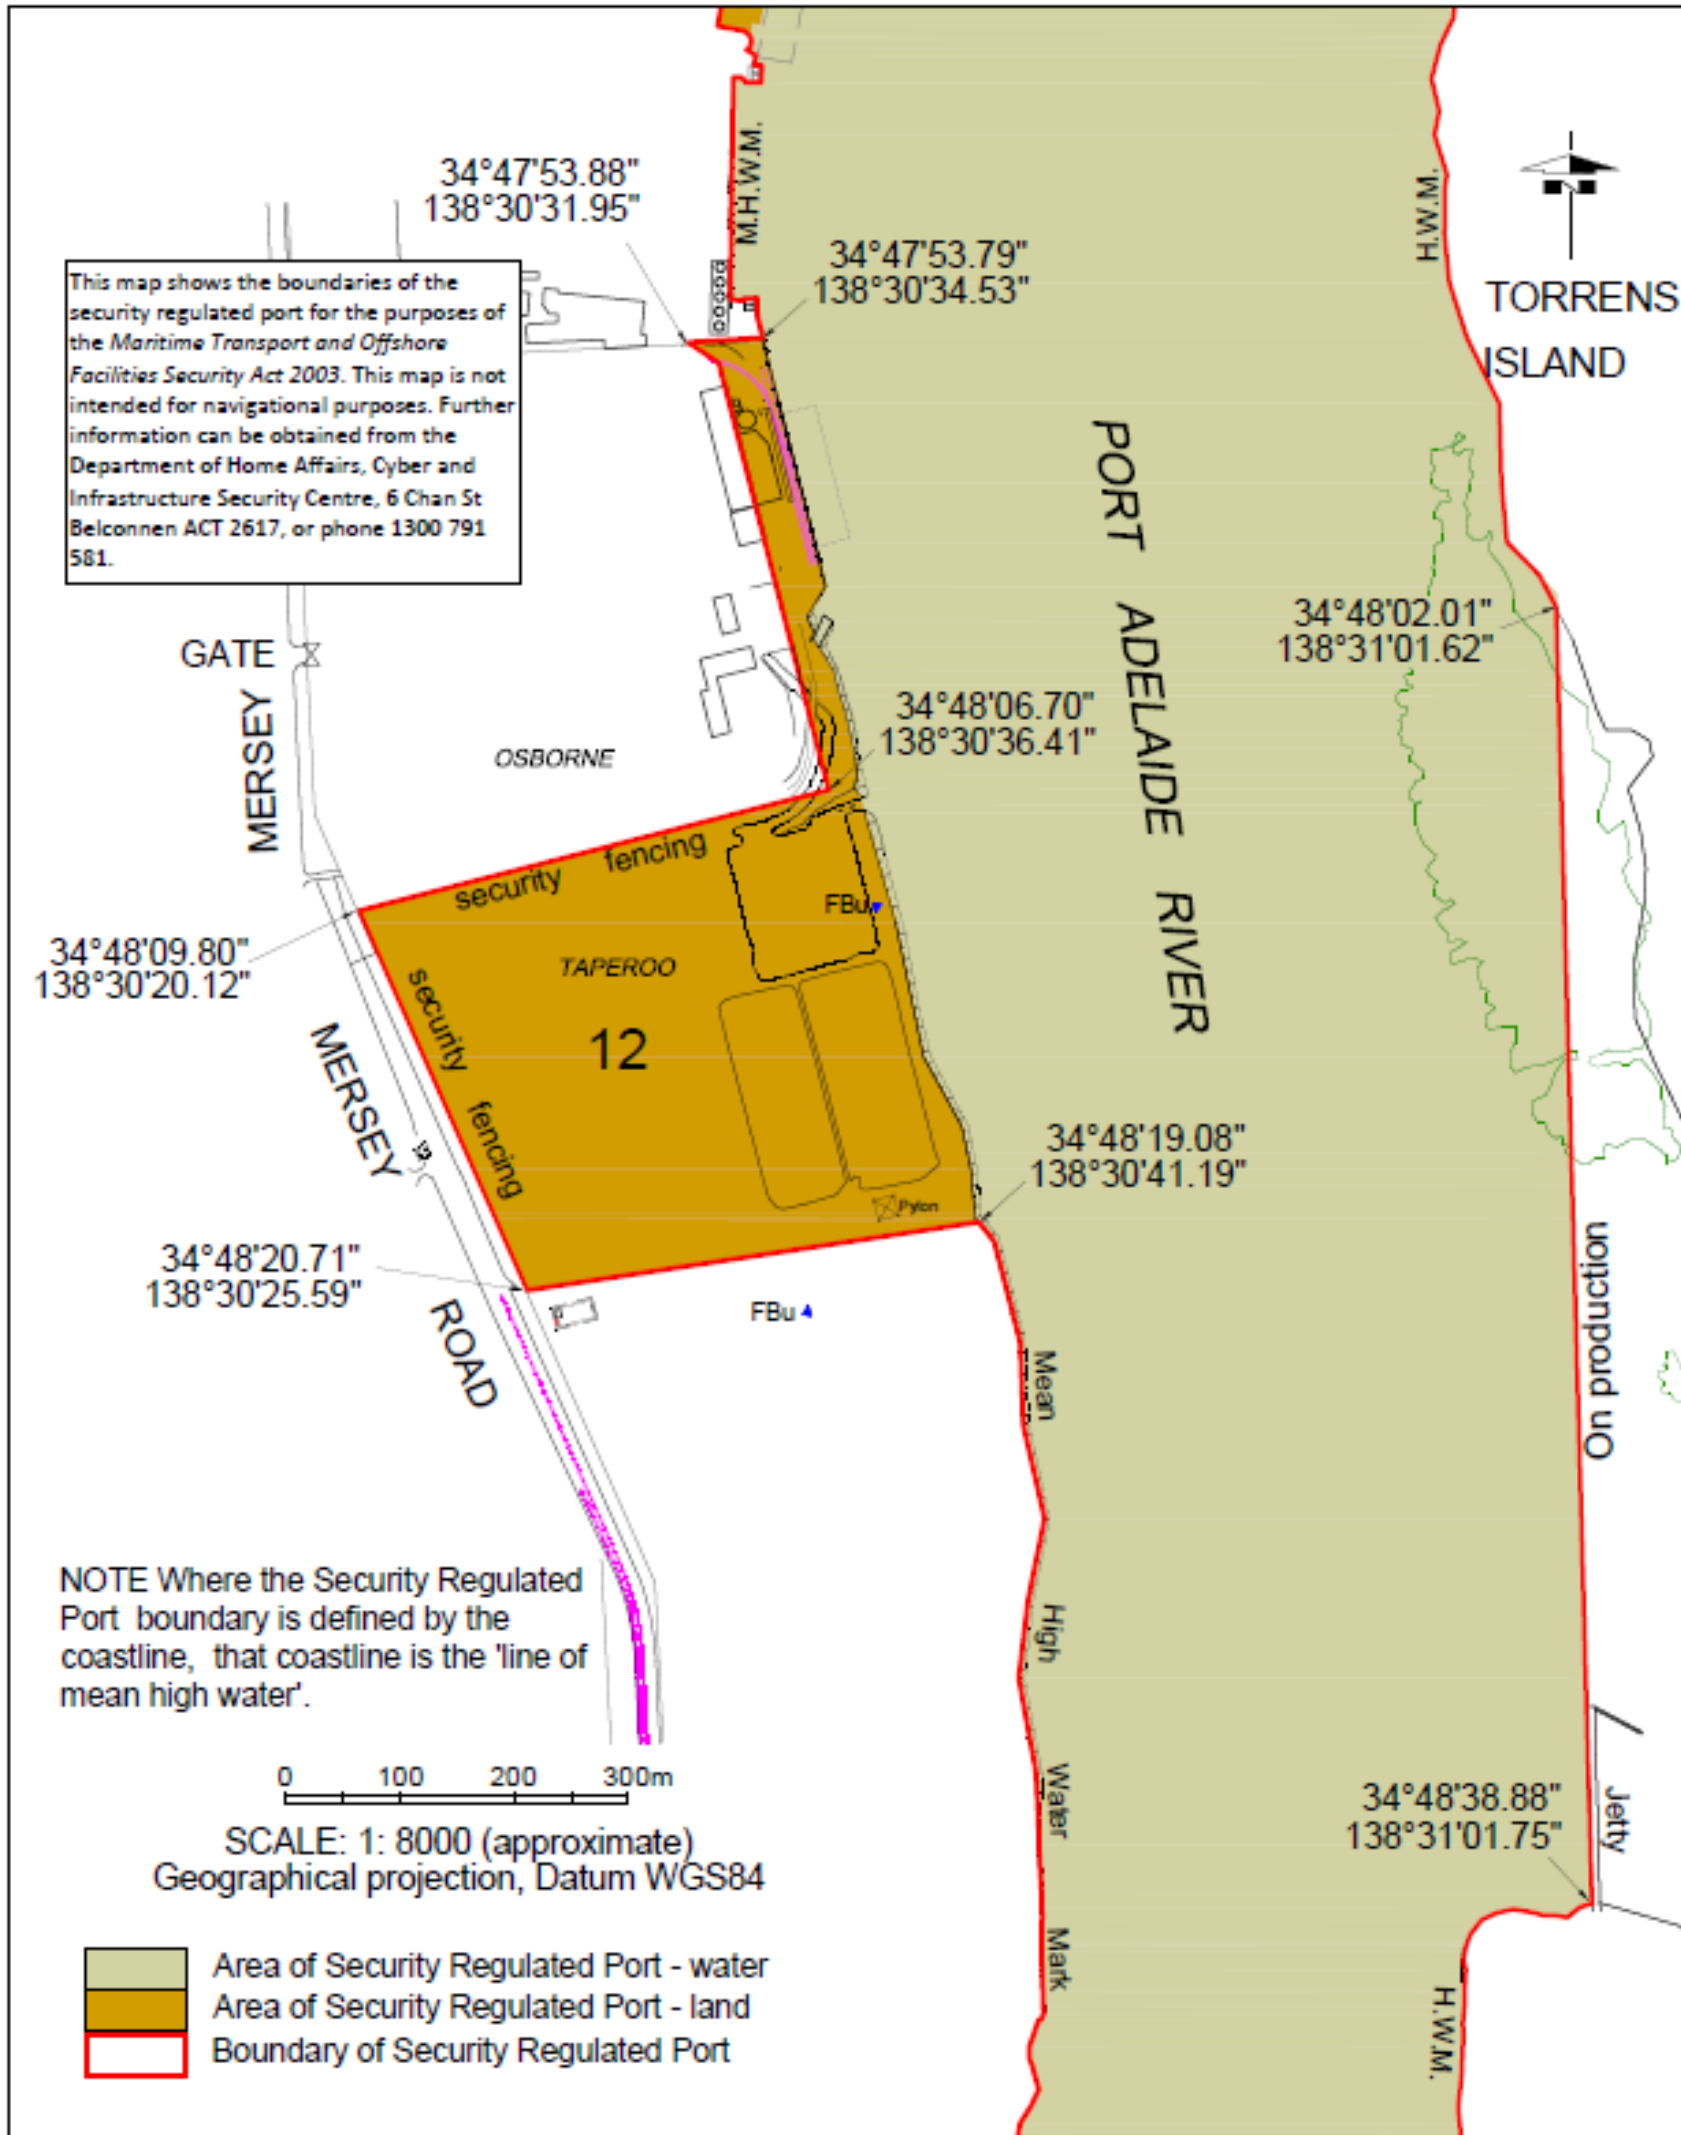 M.H.W.M.
H.W.M.
34°47'53.88"
138°30'31.95"
34°47'53.79"
138°30'34.53"
TORRENS
ISLAND
This map shows the boundaries of the
security regulated port for the purposes of
the Maritime Transport and Offshore
Facilities Security Act 2003. This map is not
intended for navigational purposes. Further
information can be obtained from the
Department of Home Affairs, Cyber and
Infrastructure Security Centre, 6 Chan St
Belconnen ACT 2617, or phone 1300 791
581.
PORT ADELAIDE RIVER
34°48'02.01"
138°31'01.62"
GATE
MERSEY
OSBORNE
34°48'06.70"
138°30'36.41"
security fencing
FBu
34°48'09.80"
138°30'20.12"
TAPEROO
12
security fencing
MERSEY
ROAD
34°48'19.08"
138°30'41.19"
Pylon
34°48'20.71"
138°30'25.59"
FBu
On production
Mean
High
Water
Mark
NOTE Where the Security Regulated
Port boundary is defined by the
coastline, that coastline is the 'line of
mean high water'.
0 100 200 300m
SCALE: 1: 8000 (approximate)
Geographical projection, Datum WGS84
34°48'38.88"
138°31'01.75"
Jetty
H.W.M.
Area of Security Regulated Port - water
Area of Security Regulated Port - land
Boundary of Security Regulated Port